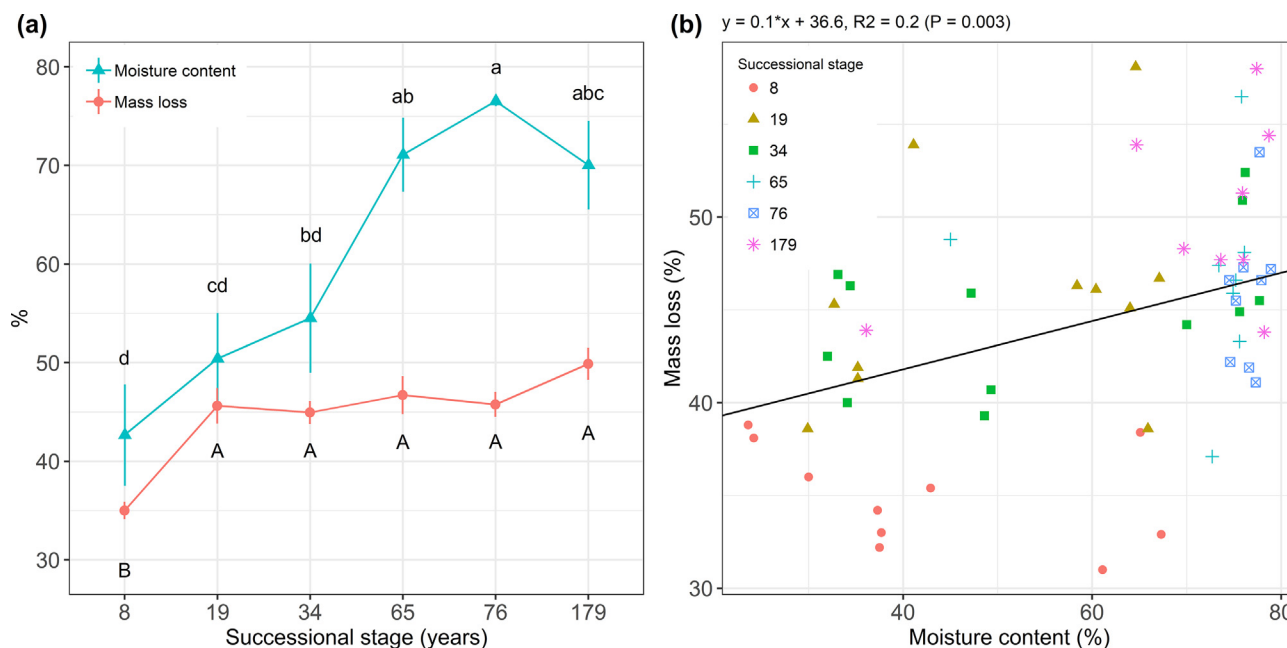 (a)
80
70
60
50
40
30
%
Moisture content
Mass loss
d
cd
bd
ab
a
abc
B
A
A
A
A
A
8 19 34 65 76 179
Successional stage (years)
(b) y = 0.1*x + 36.6, R2 = 0.2 (P = 0.003)
Successional stage
8
19
34
65
76
179
50
40
30
Mass loss (%)
40 60 80
Moisture content (%)